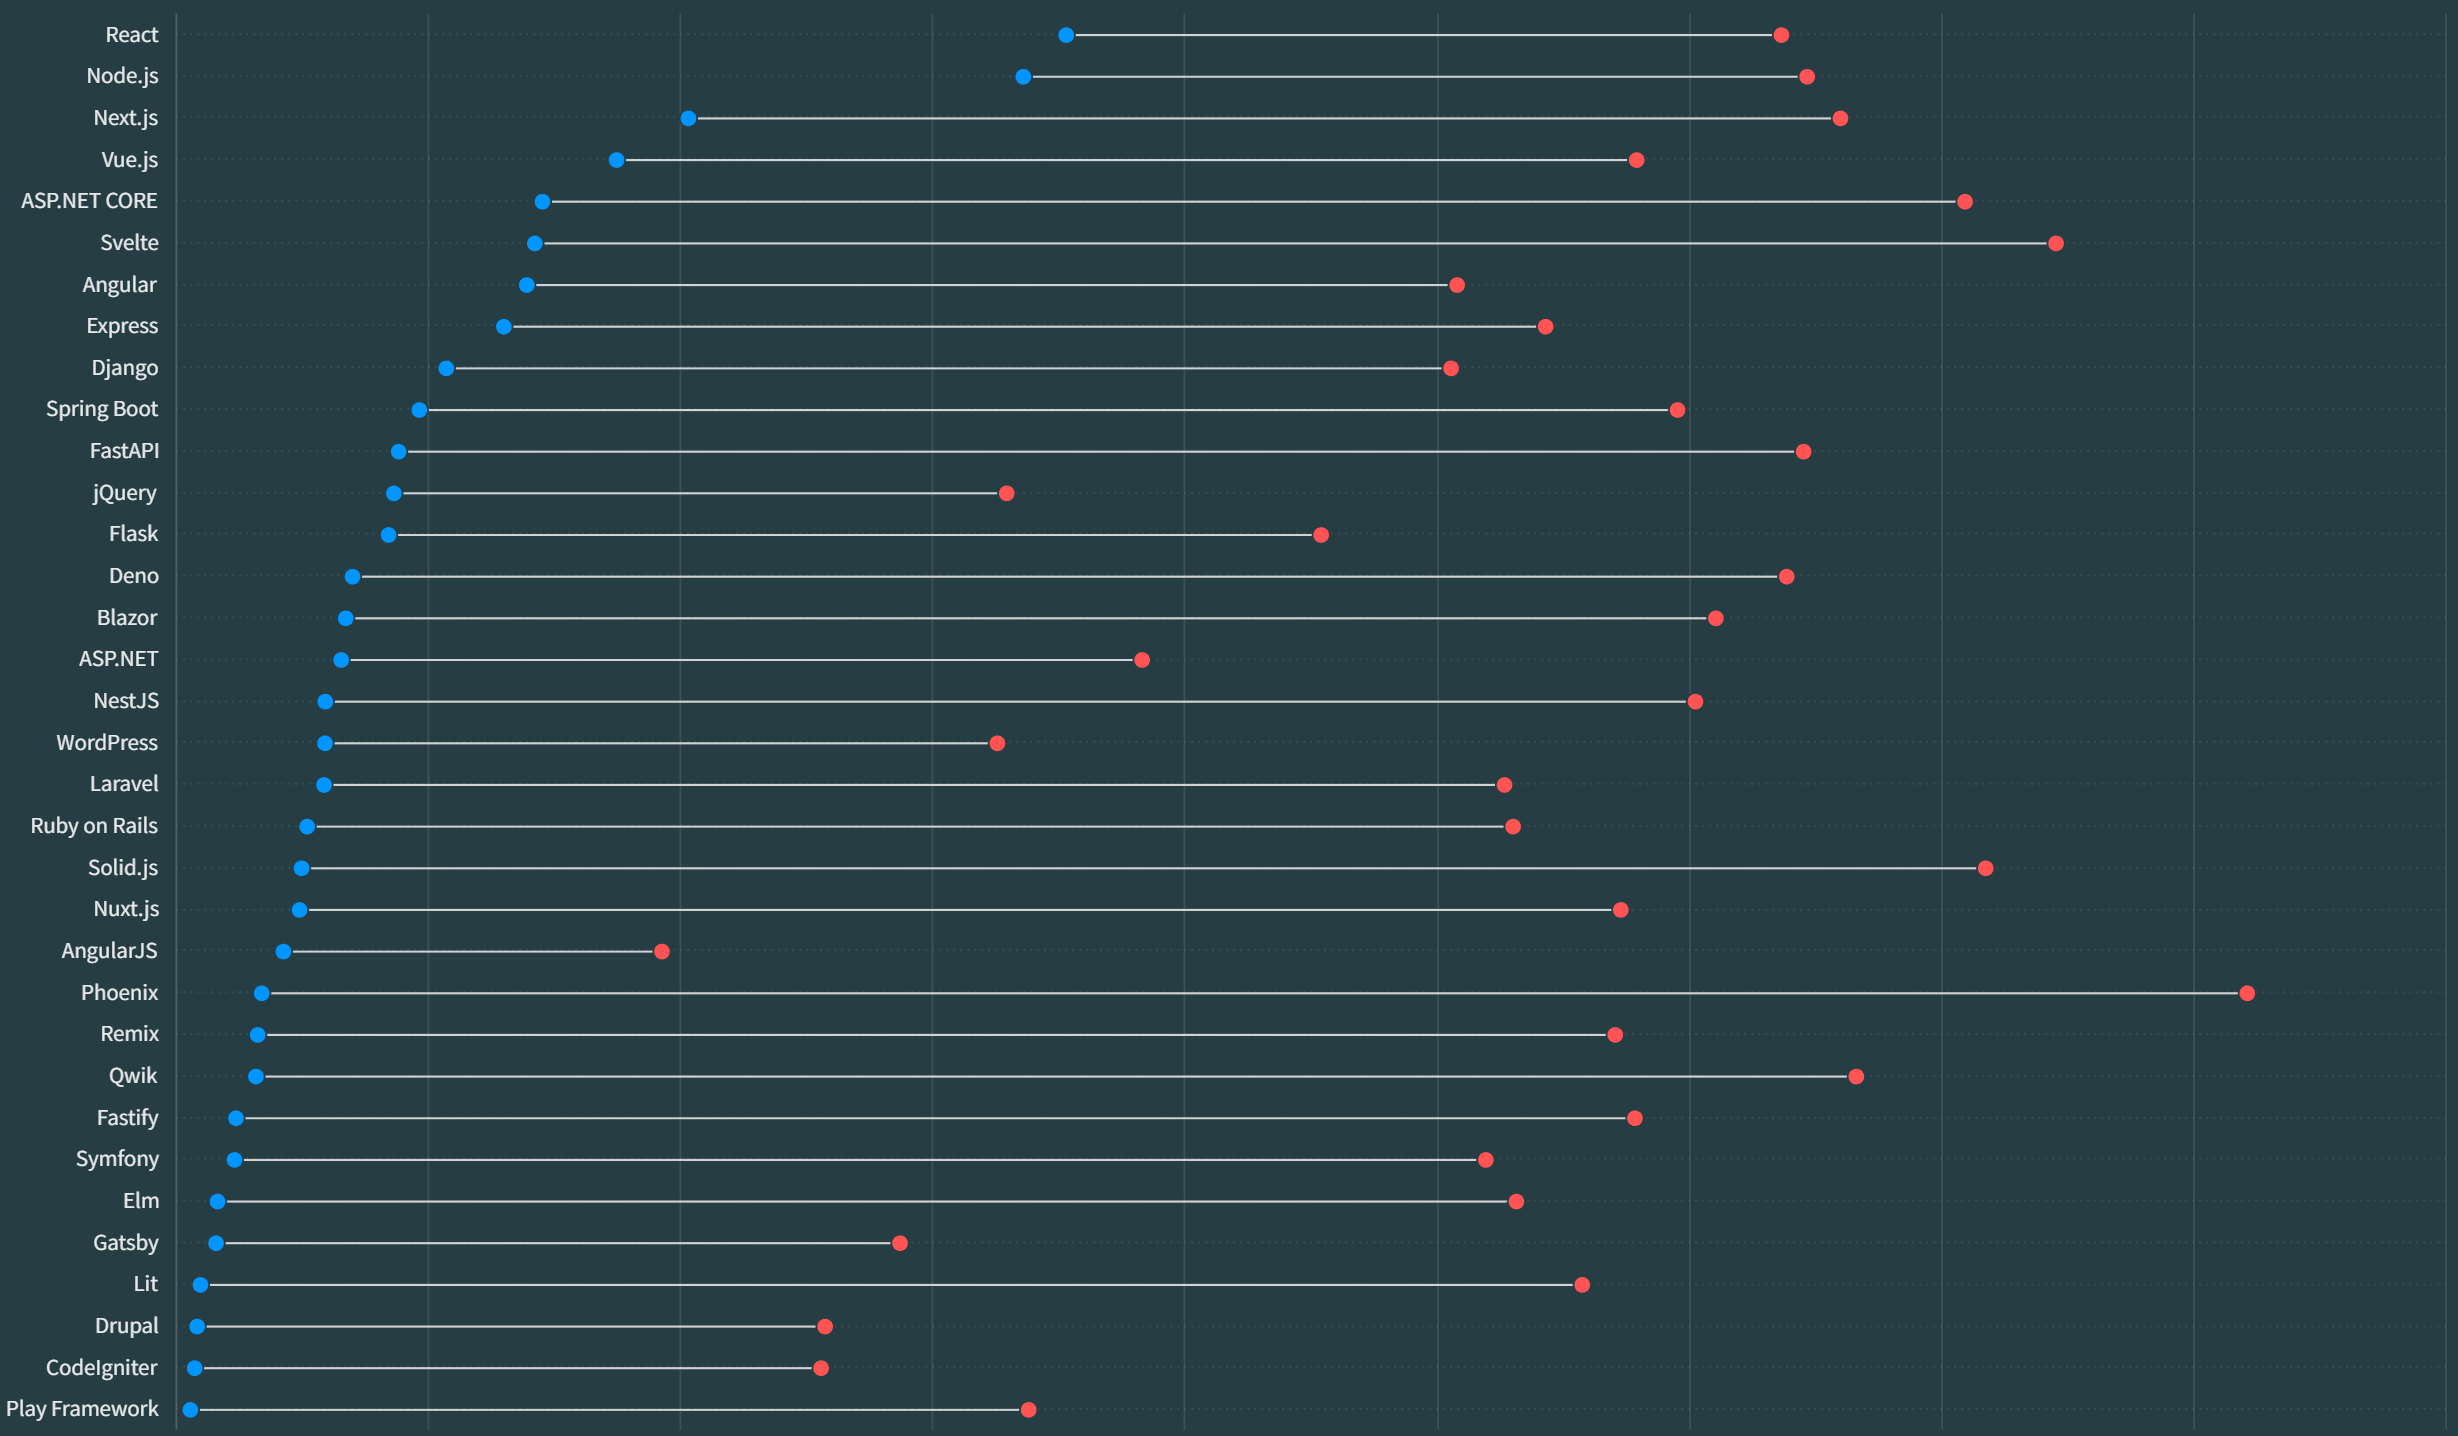 React
Node.js
Next.js
Vue.js
ASP.NET CORE
Svelte
Angular
Express
Django
Spring Boot
FastAPI
jQuery
Flask
Deno
Blazor
ASP.NET
NestJS
WordPress
Laravel
Ruby on Rails
Solid.js
Nuxt.js
AngularJS
Phoenix
Remix
Qwik
Fastify
Symfony
Elm
Gatsby
Lit
Drupal
CodeIgniter
Play Framework